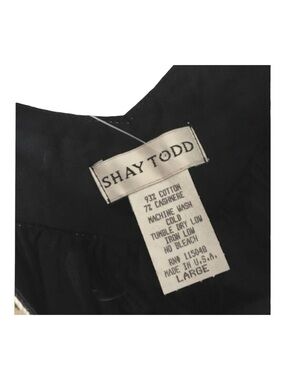 SHAY TODD
93% COTTON
7% CASHMERE
MACHINE WASH
COLD
TUMBLE DRY LOW
IRON LOW
NO BLEACH
RN# 115040
MADE IN U.S.A.
LARGE